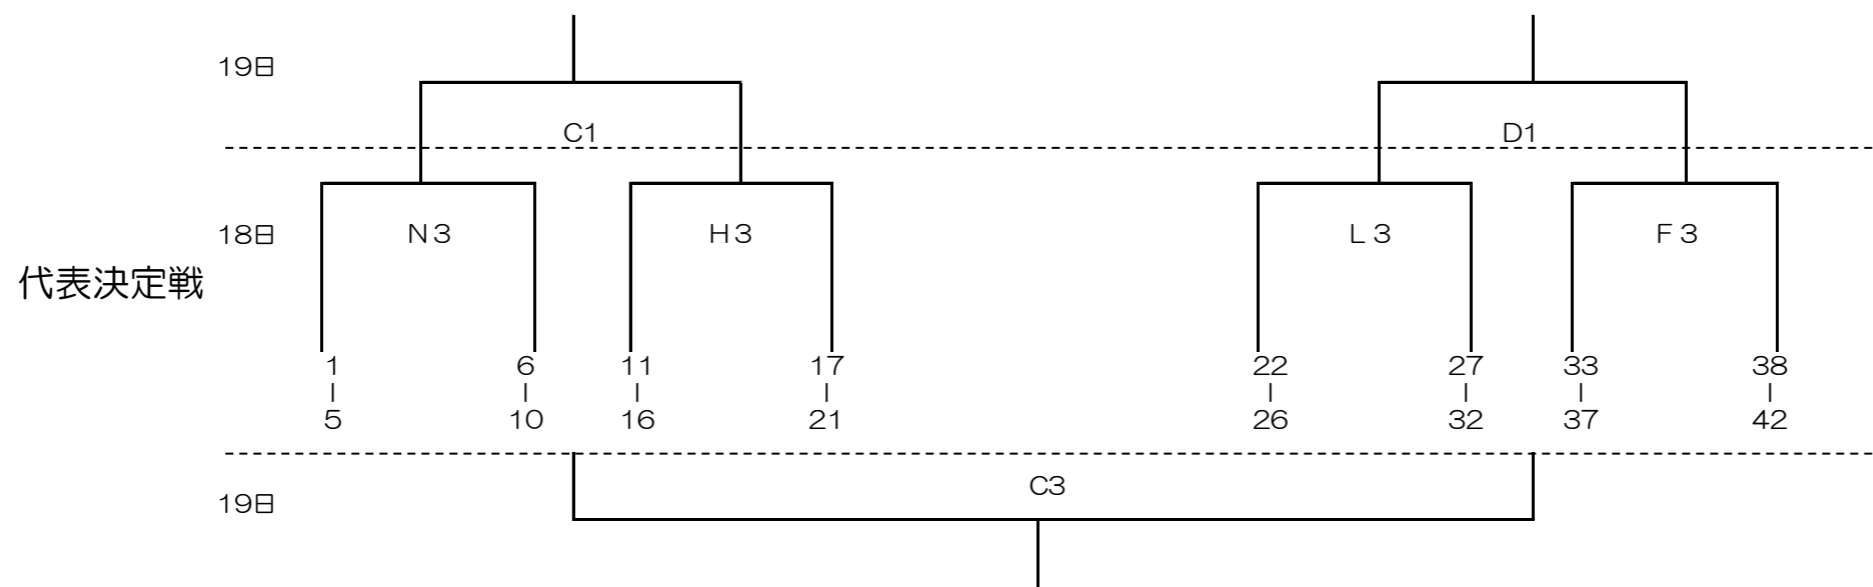 19日
C1 D1
18日 N3 H3 L3 F3
代表決定戦
1 6 11 17 22 27 33 38
| | | | | | | |
5 10 16 21 26 32 37 42
19日 C3